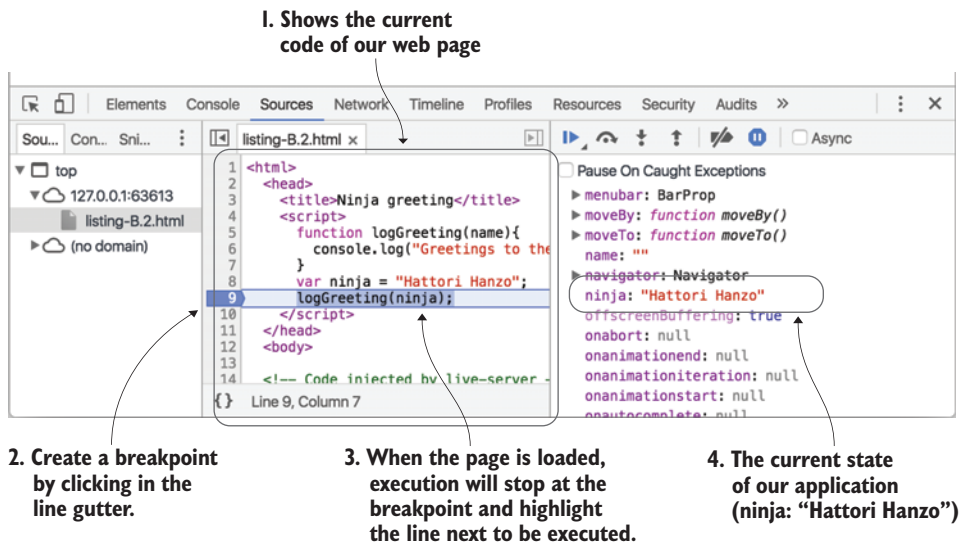 1. Shows the current
code of our web page
Elements Console Sources Network Timeline Profiles Resources Security Audits »
Sou... Con... Sni...
listing-B.2.html ×
Async
top
127.0.0.1:63613
listing-B.2.html
(no domain)
1 <html>
2 <head>
3 <title>Ninja greeting</title>
4 <script>
5 function logGreeting(name){
6 console.log("Greetings to the
7 }
8 var ninja = "Hattori Hanzo";
9 logGreeting(ninja);
10 </script>
11 </head>
12 <body>
13
14 <!-- Code injected by live-server -
{} Line 9, Column 7
Pause On Caught Exceptions
menubar: BarProp
moveBy: function moveBy()
moveTo: function moveTo()
name: ""
navigator: Navigator
ninja: "Hattori Hanzo"
offscreenBuffering: true
onabort: null
onanimationend: null
onanimationiteration: null
onanimationstart: null
onautocomplete: null
2. Create a breakpoint
by clicking in the
line gutter.
3. When the page is loaded,
execution will stop at the
breakpoint and highlight
the line next to be executed.
4. The current state
of our application
(ninja: “Hattori Hanzo”)